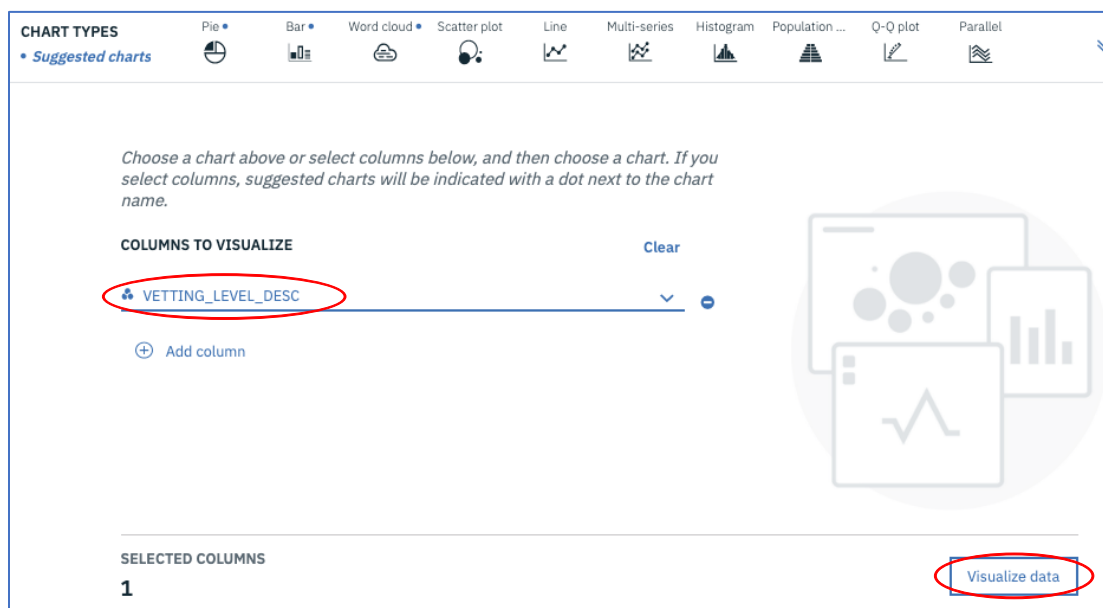 CHART TYPES
• Suggested charts
Pie •
Bar •
Word cloud •
Scatter plot
Line
Multi-series
Histogram
Population ...
Q-Q plot
Parallel
Choose a chart above or select columns below, and then choose a chart. If you
select columns, suggested charts will be indicated with a dot next to the chart
name.
COLUMNS TO VISUALIZE
Clear
VETTING_LEVEL_DESC
Add column
SELECTED COLUMNS
1
Visualize data